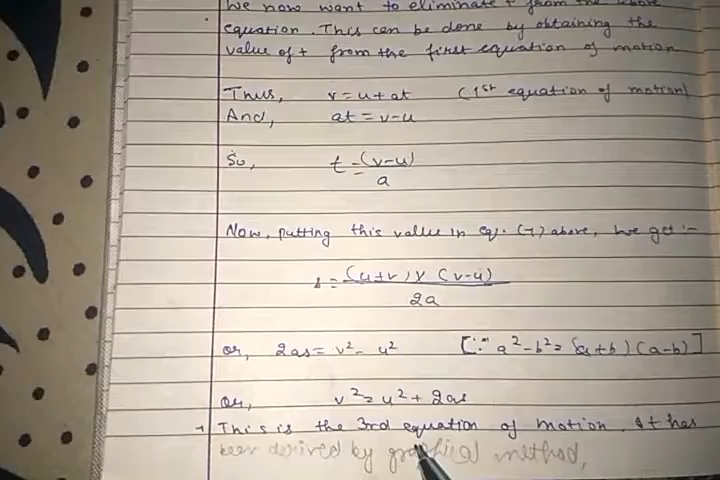 We now want to eliminate t from the above
equation. This can be done by obtaining the
value of t from the first equation of motion
Thus, v = u + at (1st equation of motion)
And, at = v-u
So, t = (v-u)
a
Now, putting this value in eq. (7) above, we get :-
s = (u+v) x (v-u)
2a
or, 2as = v² - u² [∵ a² - b² = (a+b) (a-b)]
or, v² = u² + 2as
→ This is the 3rd equation of motion. It has
been derived by graphical method,